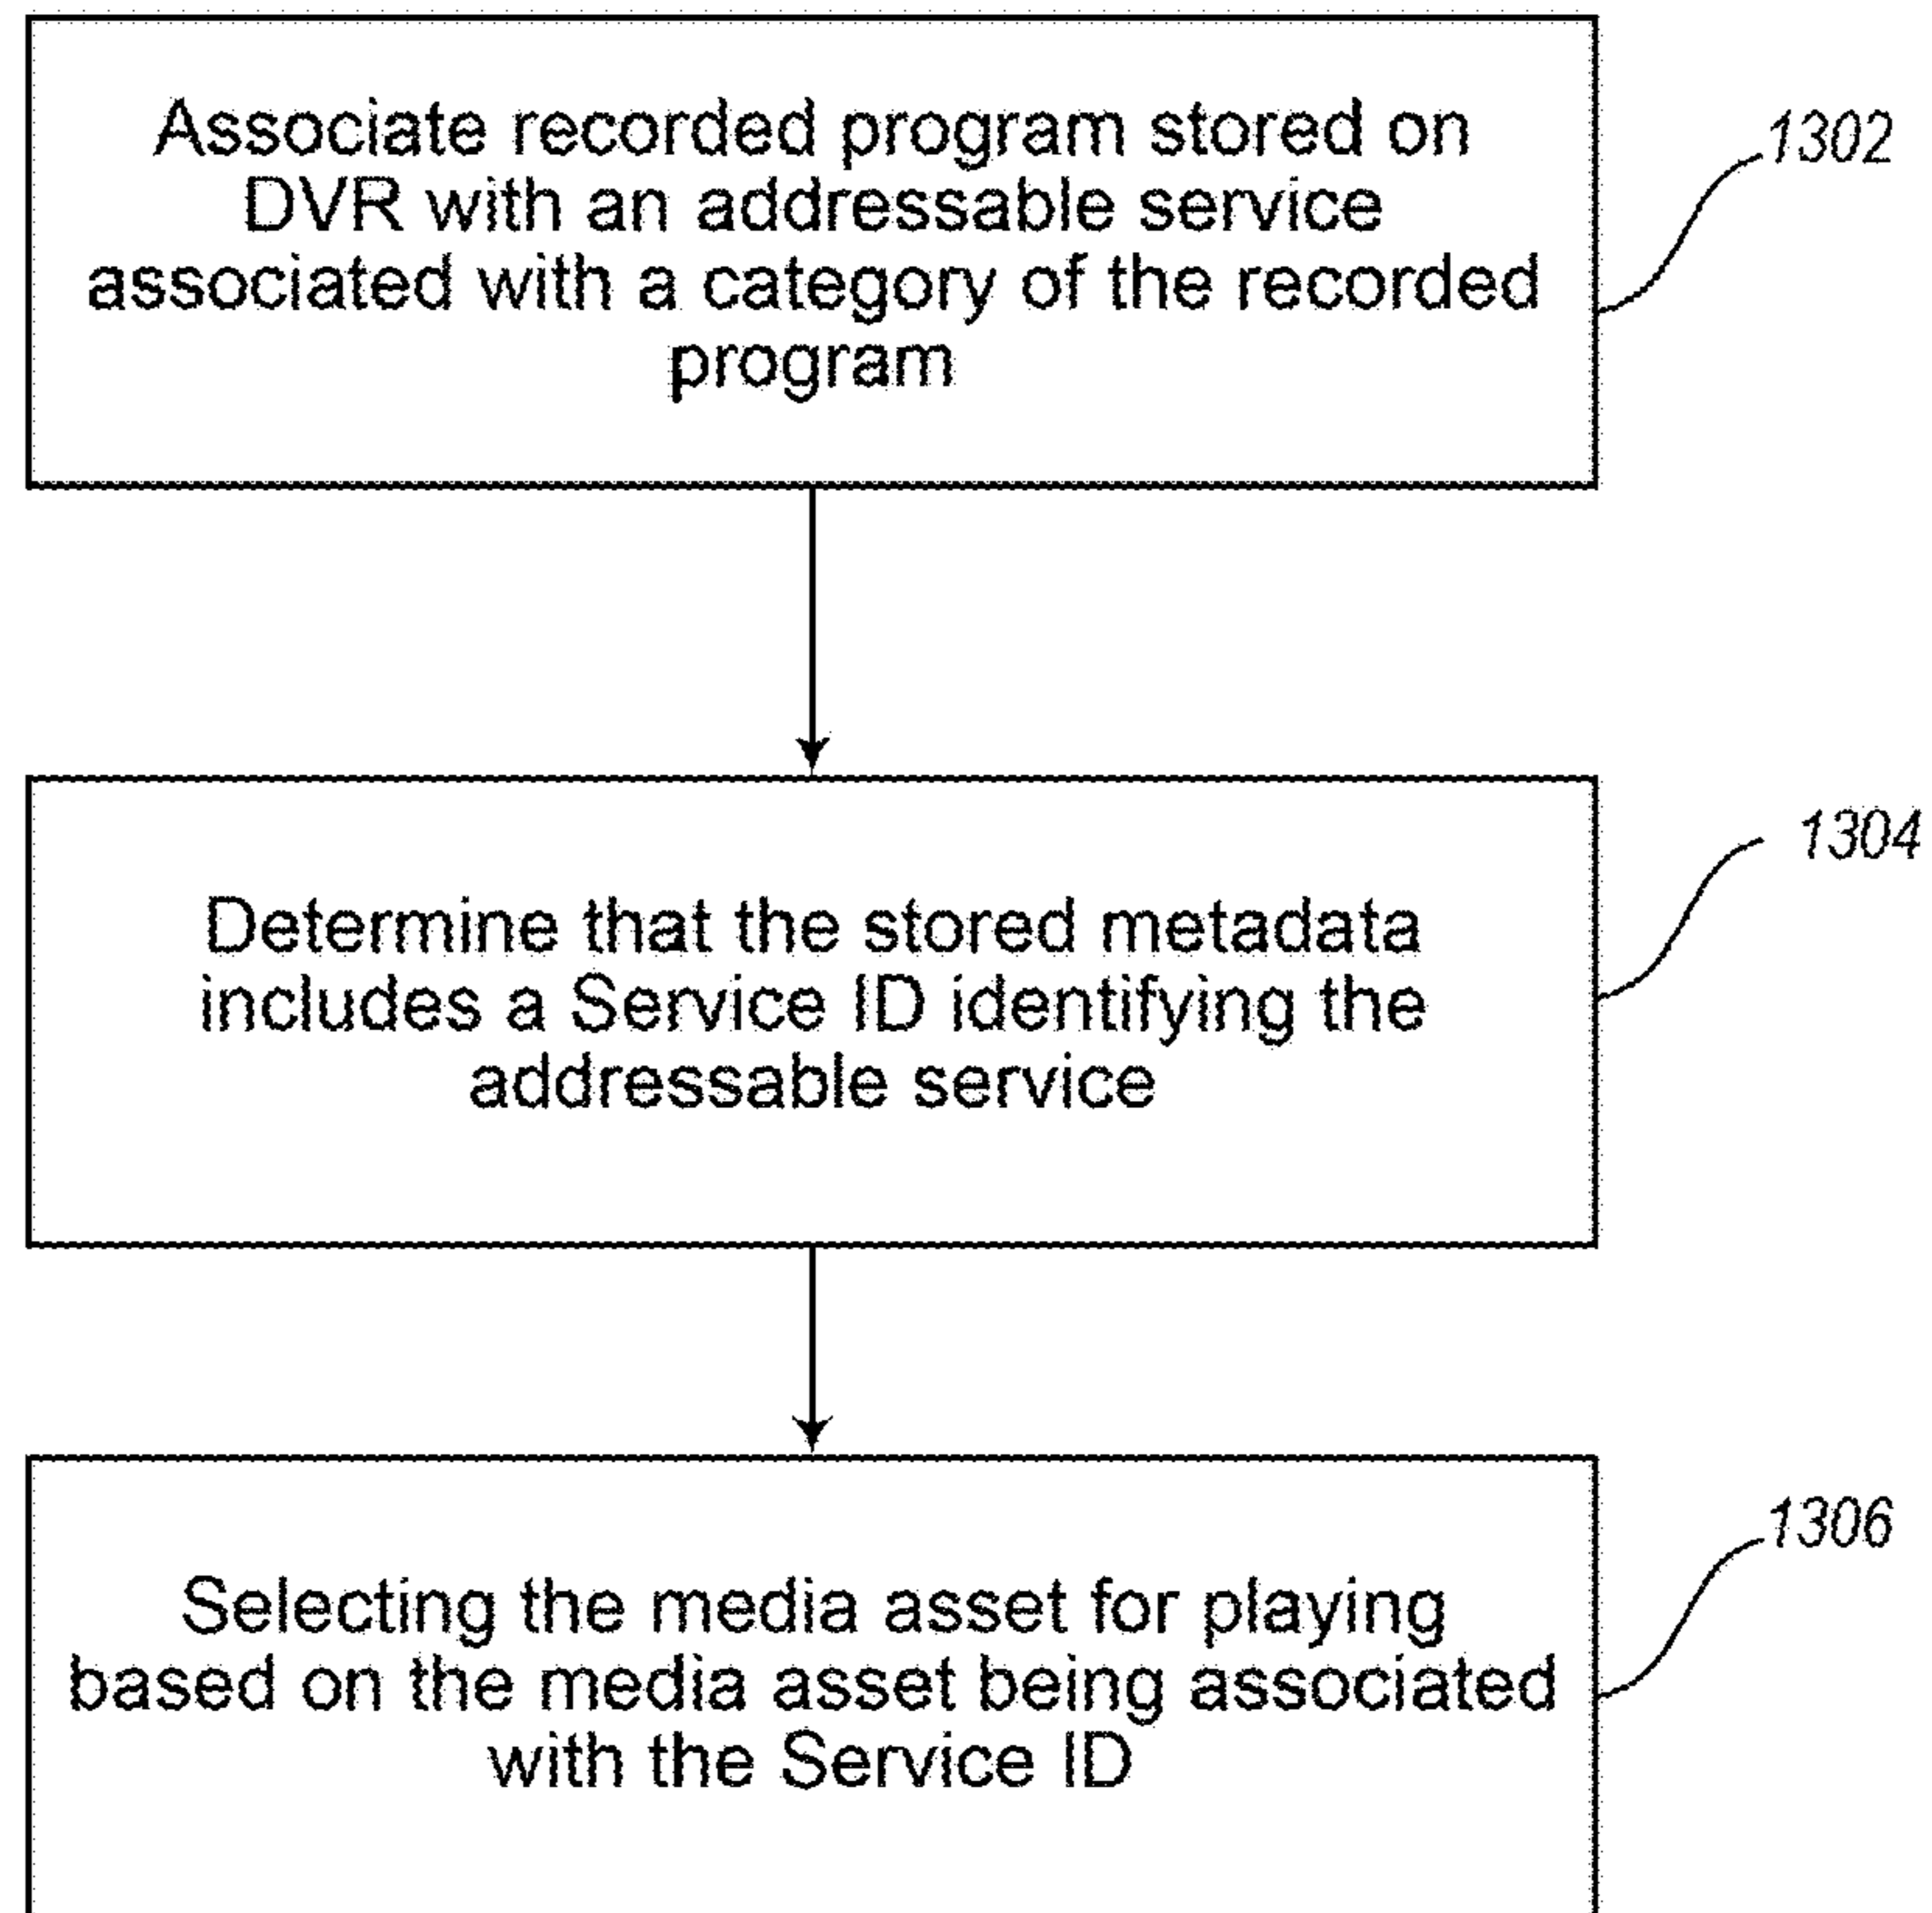 Associate recorded program stored on
DVR with an addressable service
associated with a category of the recorded
program
1302
Determine that the stored metadata
includes a Service ID identifying the
addressable service
1304
Selecting the media asset for playing
based on the media asset being associated
with the Service ID
1306